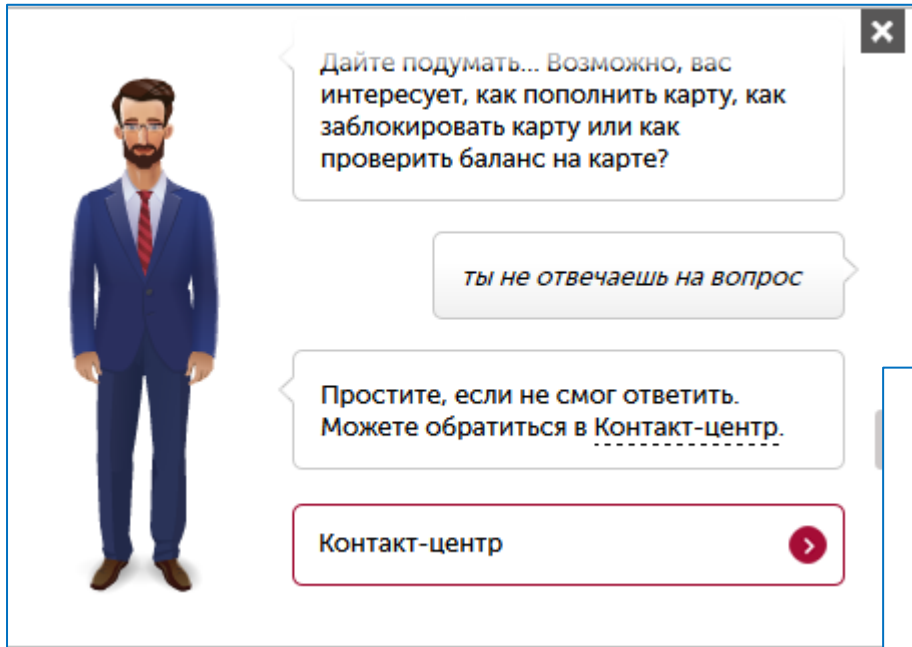 Дайте подумать... Возможно, вас
интересует, как пополнить карту, как
заблокировать карту или как
проверить баланс на карте?
ты не отвечаешь на вопрос
Простите, если не смог ответить.
Можете обратиться в Контакт-центр.
Контакт-центр